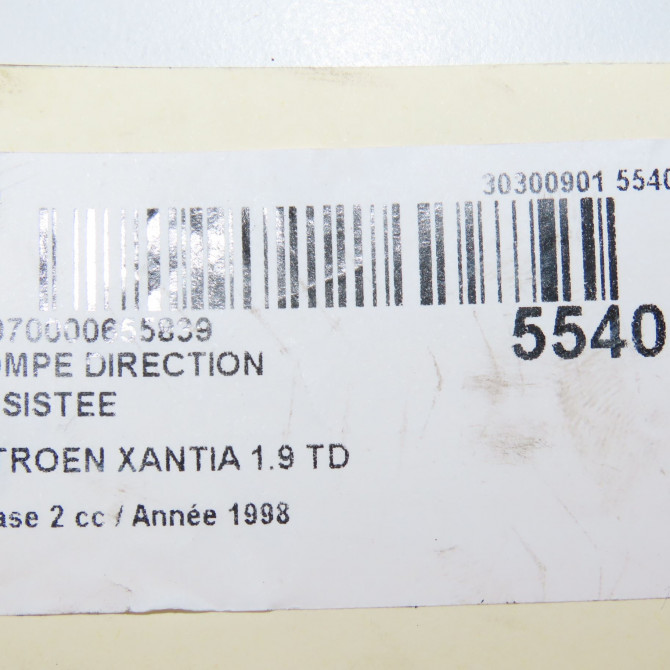 30300901 5540
070000655839
5540
OMPE DIRECTION
SISTEE
TROEN XANTIA 1.9 TD
ase 2 cc / Année 1998